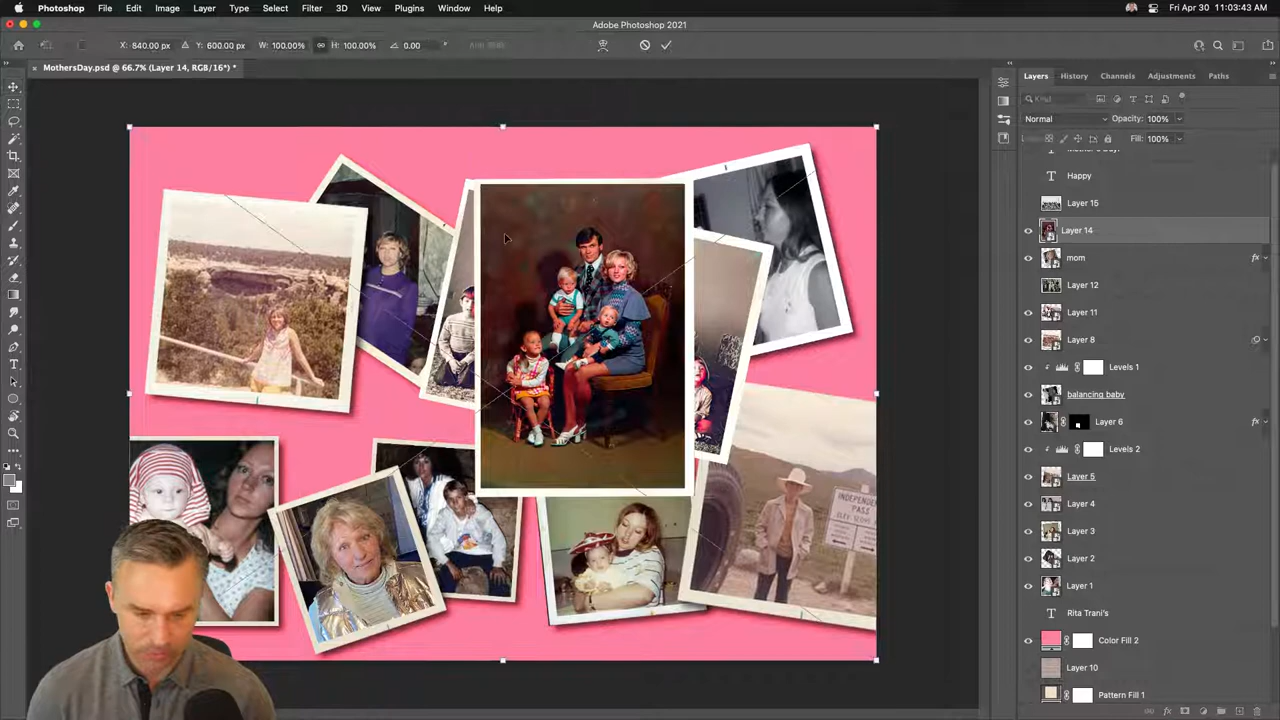 Photoshop File Edit Image Layer Type Select Filter 3D View Plugins Window Help Fri Apr 30 11:03:43 AM
Adobe Photoshop 2021
X: 840.00 px Y: 600.00 px W: 100.00% H: 100.00% 0.00
MothersDay.psd @ 66.7% (Layer 14, RGB/16*) *
Layers History Channels Adjustments Paths
Kind
Normal Opacity: 100%
Fill: 100%
Mother's Day!
Happy
Layer 15
Layer 14
mom
Layer 12
Layer 11
Layer 8
Levels 1
balancing baby
Layer 6
Levels 2
Layer 5
Layer 4
Layer 3
Layer 2
Layer 1
Rita Trani's
Color Fill 2
Layer 10
Pattern Fill 1
INDEPENDENCE
PASS